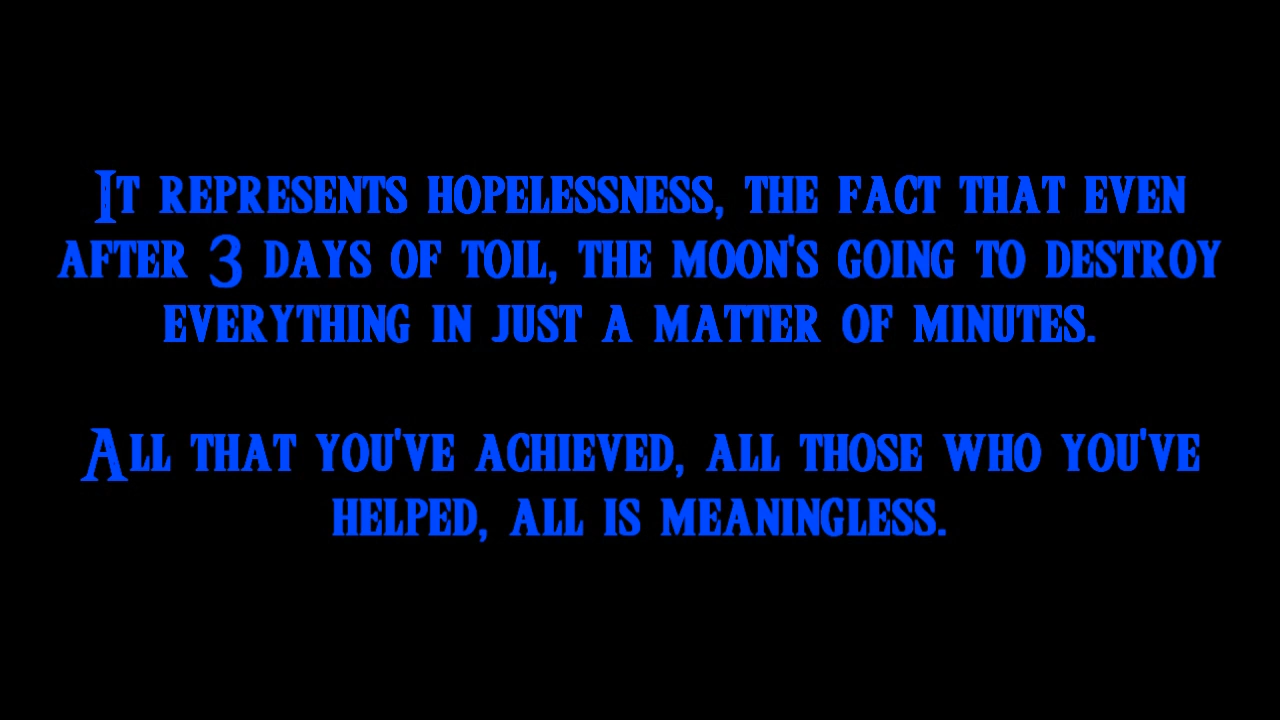 It represents hopelessness, the fact that even
after 3 days of toil, the moon's going to destroy
everything in just a matter of minutes.
All that you've achieved, all those who you've
helped, all is meaningless.